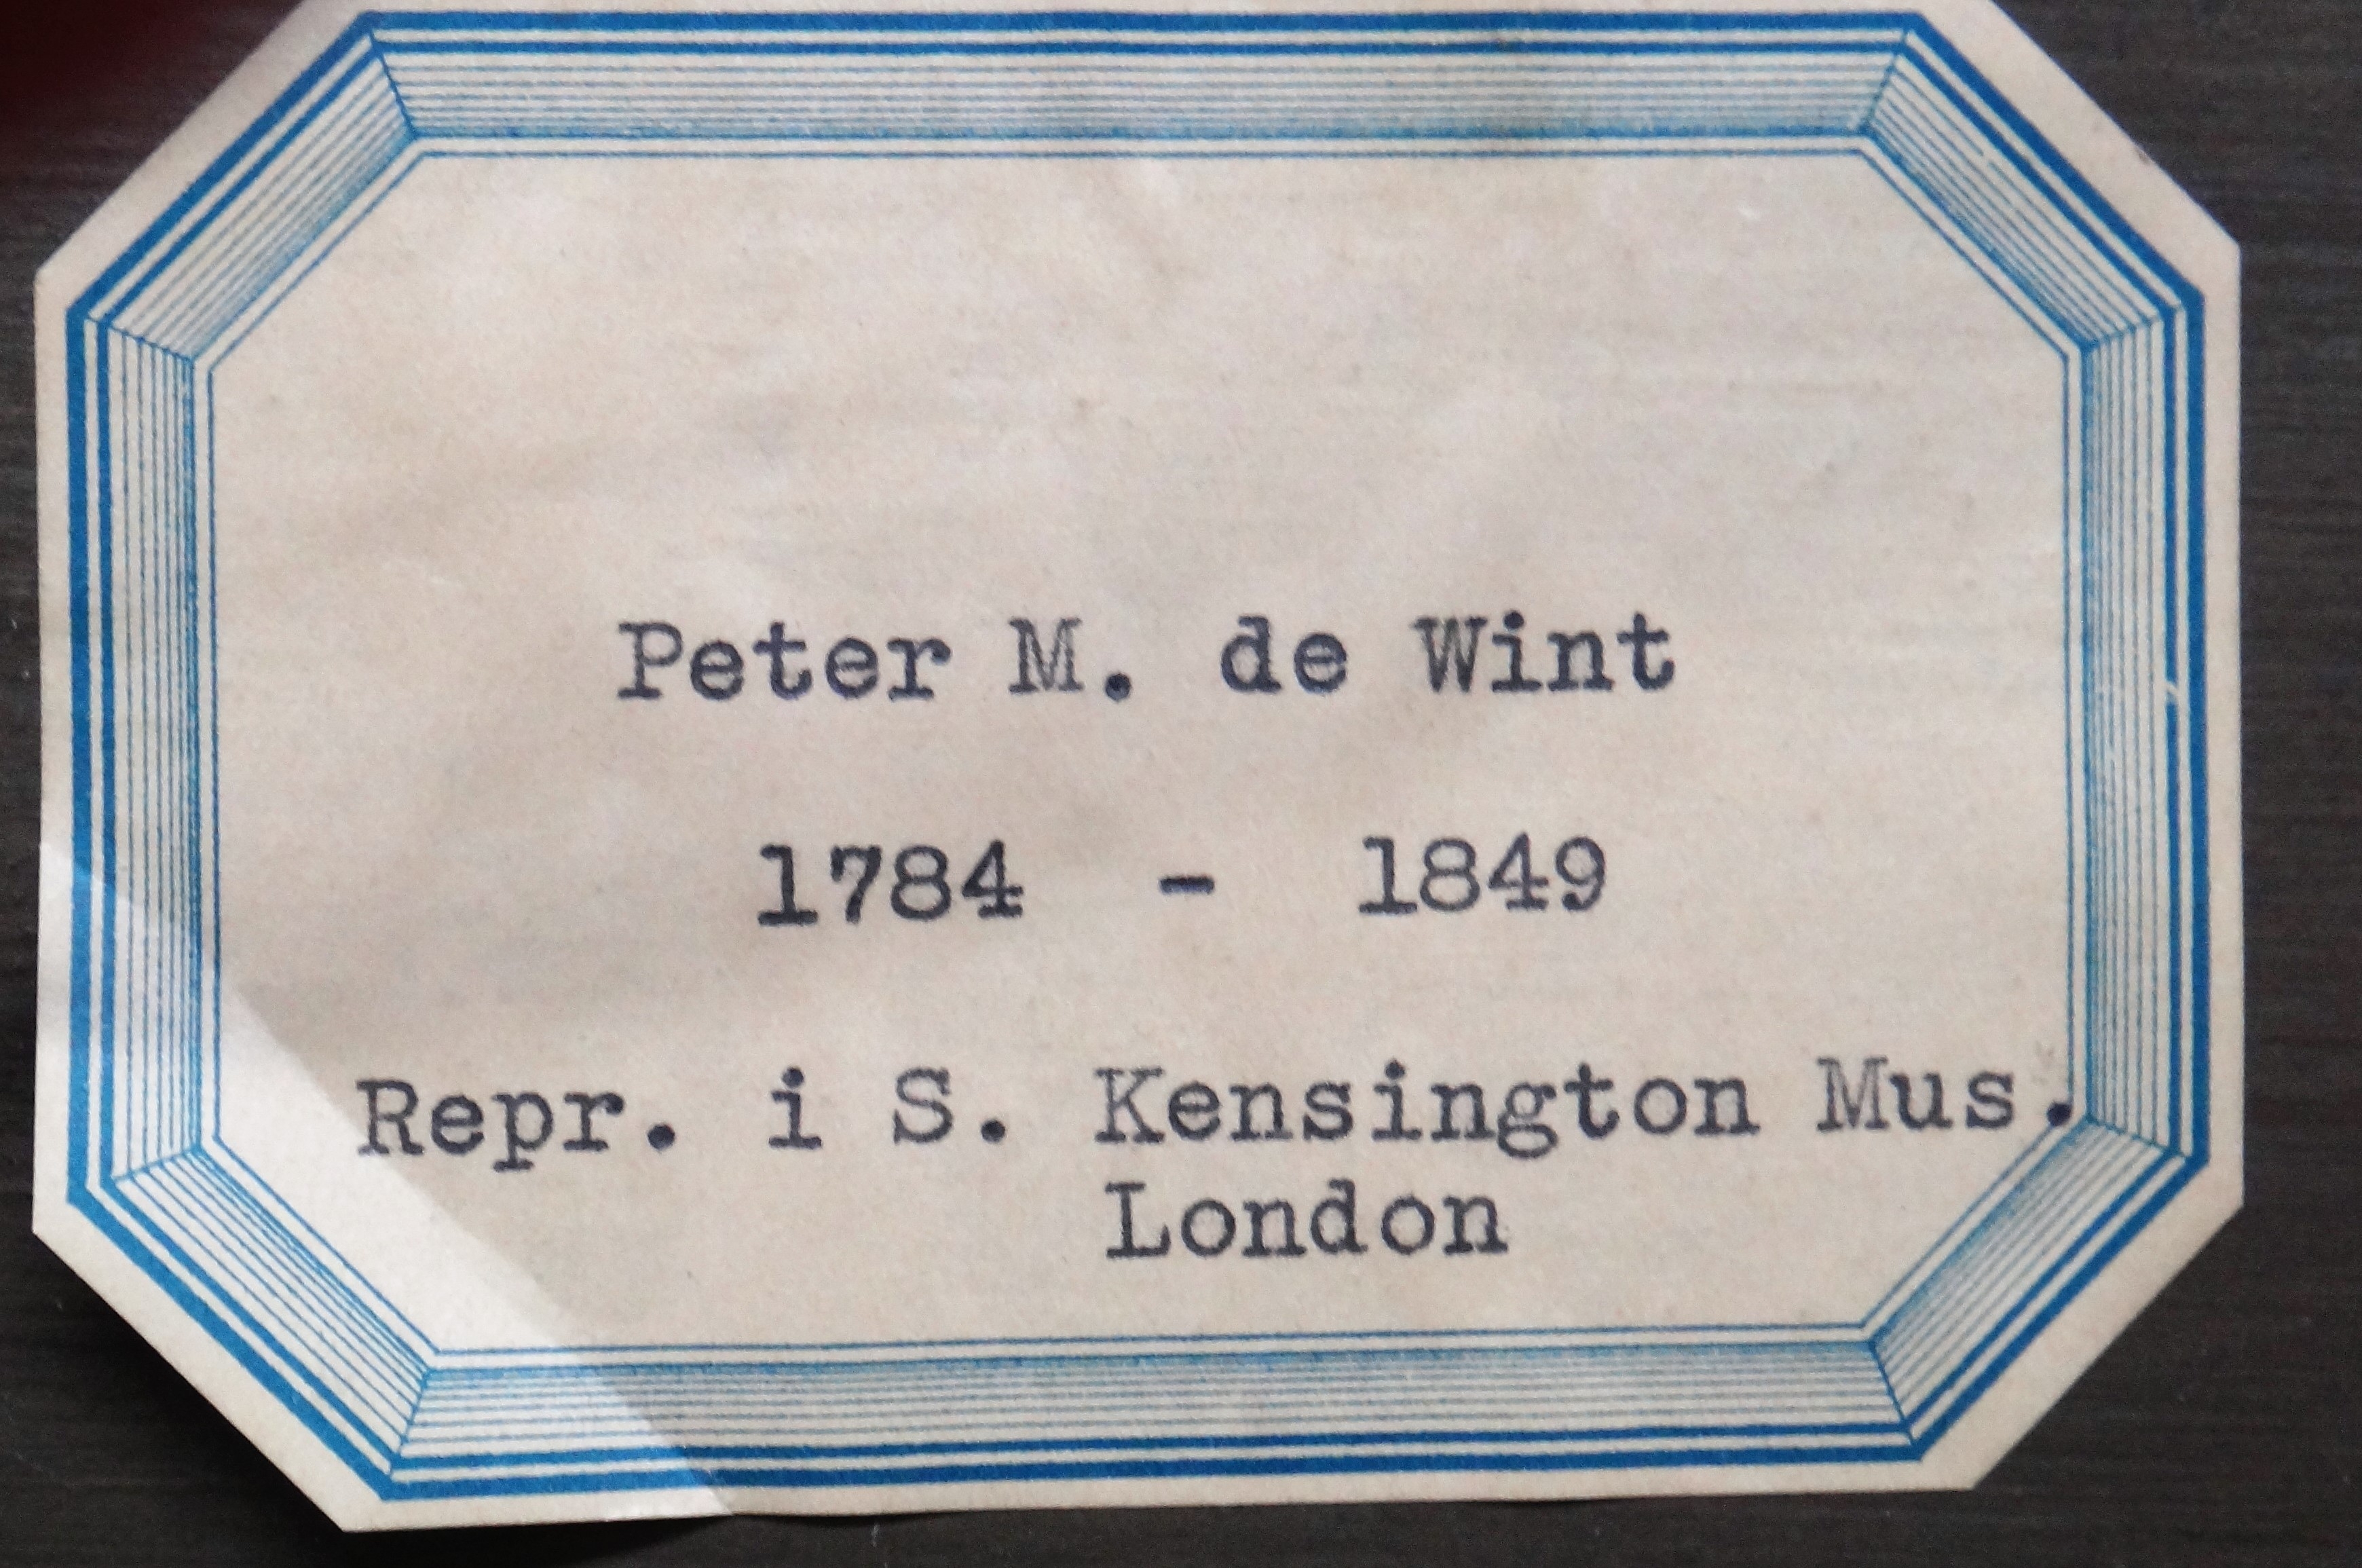 Peter M. de Wint
1784 - 1849
Repr. i S. Kensington Mus.
London